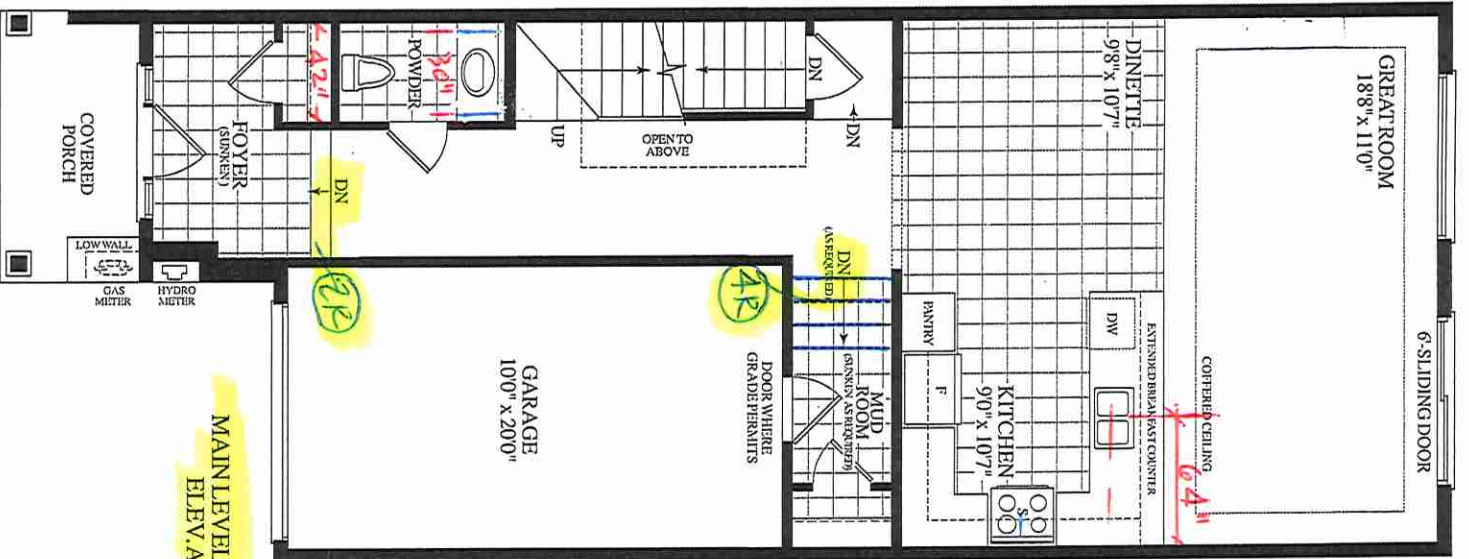 GREAT ROOM
18'8" x 11'0"
6'-SLIDING DOOR
COFFERED CEILING
64"
DINETTE
9'8" x 10'7"
EXTENDED BREAKFAST COUNTER
DW
KITCHEN
9'0" x 10'7"
S
PANTRY
F
DN
DN
DN
(AS REQUIRED)
4R
MUD
ROOM
(SUNKEN AS REQUIRED)
DOOR WHERE
GRADE PERMITS
OPEN TO
ABOVE
UP
GARAGE
10'0" x 20'0"
POWDER
30"
42"
DN
2R
FOYER
(SUNKEN)
COVERED
PORCH
LOW WALL
GAS
METER
HYDRO
METER
MAIN LEVEL
ELEV. A